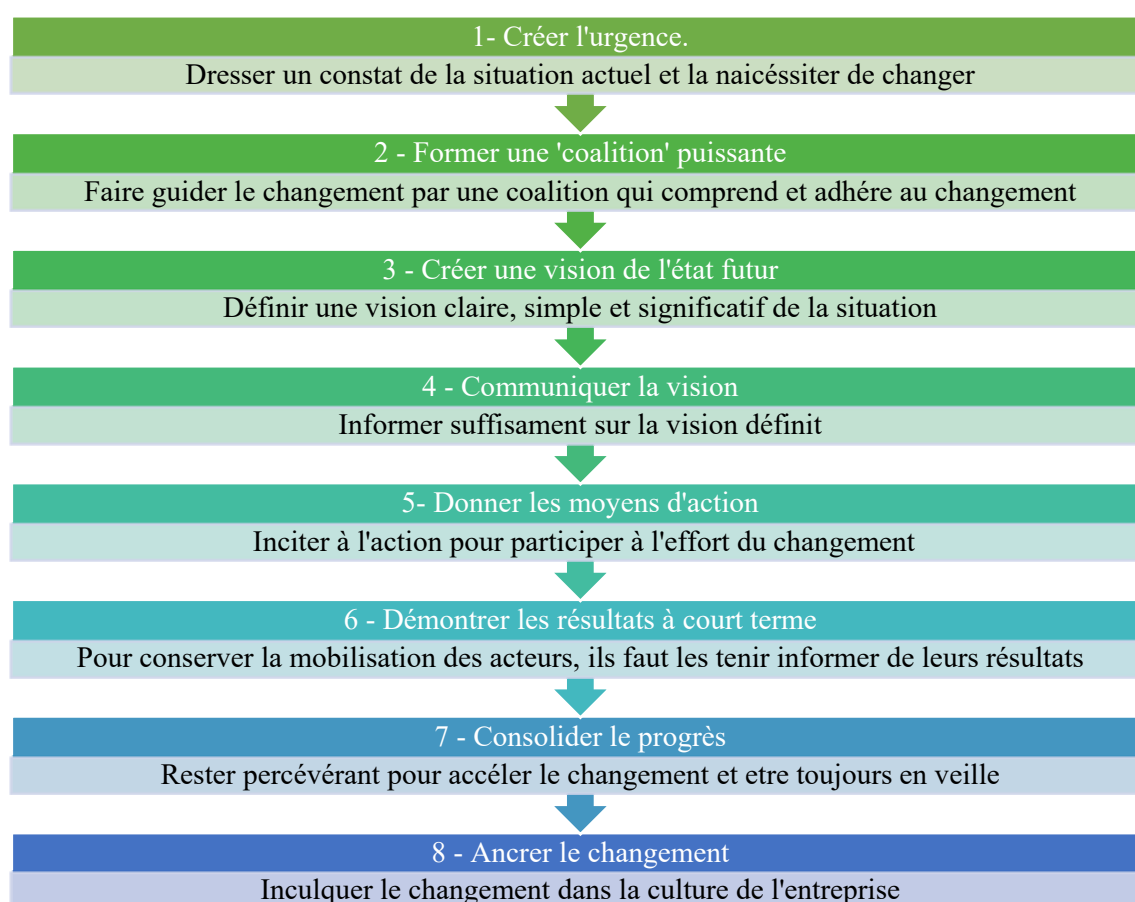 1- Créer l'urgence.
Dresser un constat de la situation actuel et la naicéssiter de changer
2 - Former une 'coalition' puissante
Faire guider le changement par une coalition qui comprend et adhére au changement
3 - Créer une vision de l'état futur
Définir une vision claire, simple et significatif de la situation
4 - Communiquer la vision
Informer suffisament sur la vision définit
5- Donner les moyens d'action
Inciter à l'action pour participer à l'effort du changement
6 - Démontrer les résultats à court terme
Pour conserver la mobilisation des acteurs, ils faut les tenir informer de leurs résultats
7 - Consolider le progrès
Rester percévérant pour accéler le changement et etre toujours en veille
8 - Ancrer le changement
Inculquer le changement dans la culture de l'entreprise